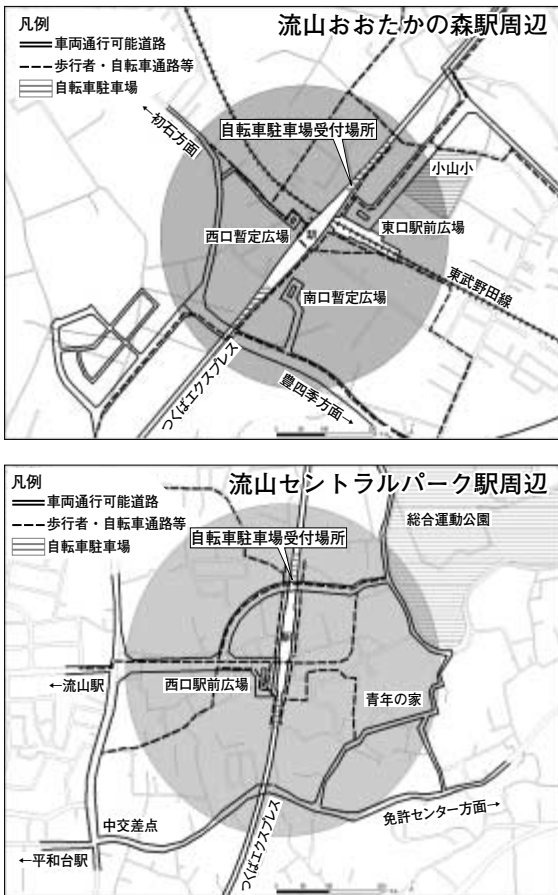 流山おおたかの森駅周辺
凡例
車両通行可能道路
歩行者・自転車通路等
自転車駐車場
←初石方面
自転車駐車場受付場所
小山小
西口暫定広場
駅
東口駅前広場
東武野田線
南口暫定広場
つくばエクスプレス
豊四季方面→
流山セントラルパーク駅周辺
凡例
車両通行可能道路
歩行者・自転車通路等
自転車駐車場
総合運動公園
自転車駐車場受付場所
駅
←流山駅
西口駅前広場
青年の家
中交差点
つくばエクスプレス
免許センター方面→
←平和台駅